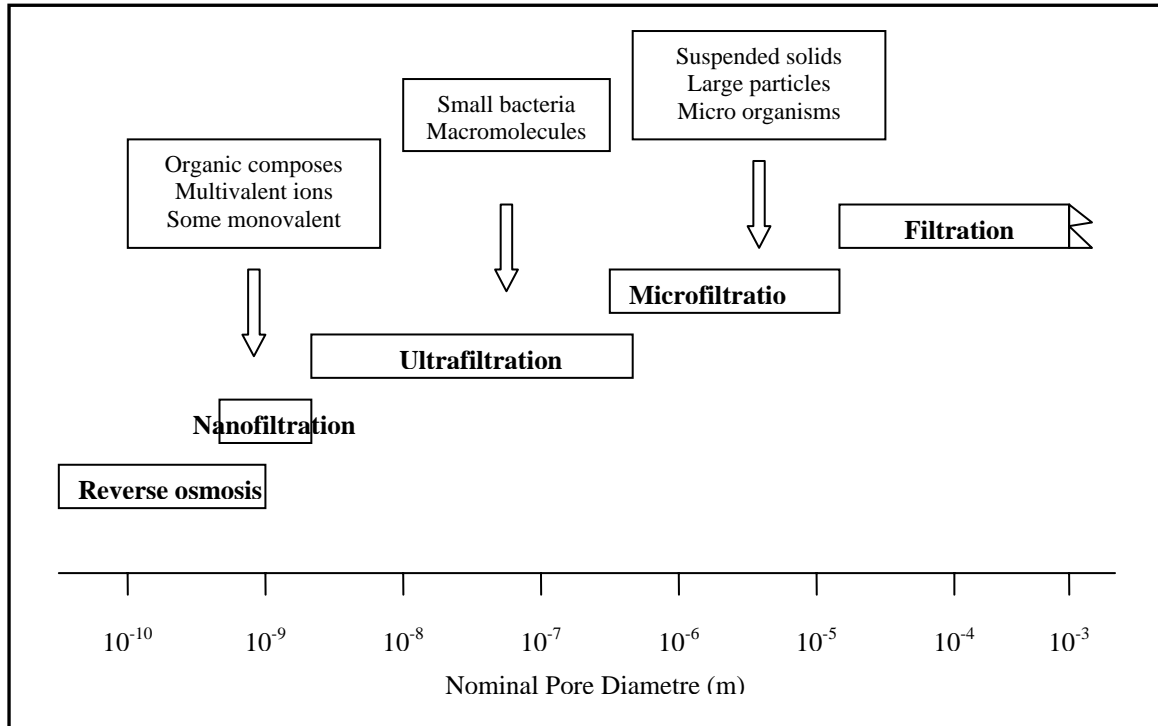 Suspended solids
Large particles
Micro organisms
Small bacteria
Macromolecules
Organic composes
Multivalent ions
Some monovalent
Filtration
Microfiltratio
Ultrafiltration
Nanofiltration
Reverse osmosis
10-10 10-9 10-8 10-7 10-6 10-5 10-4 10-3
Nominal Pore Diametre (m)